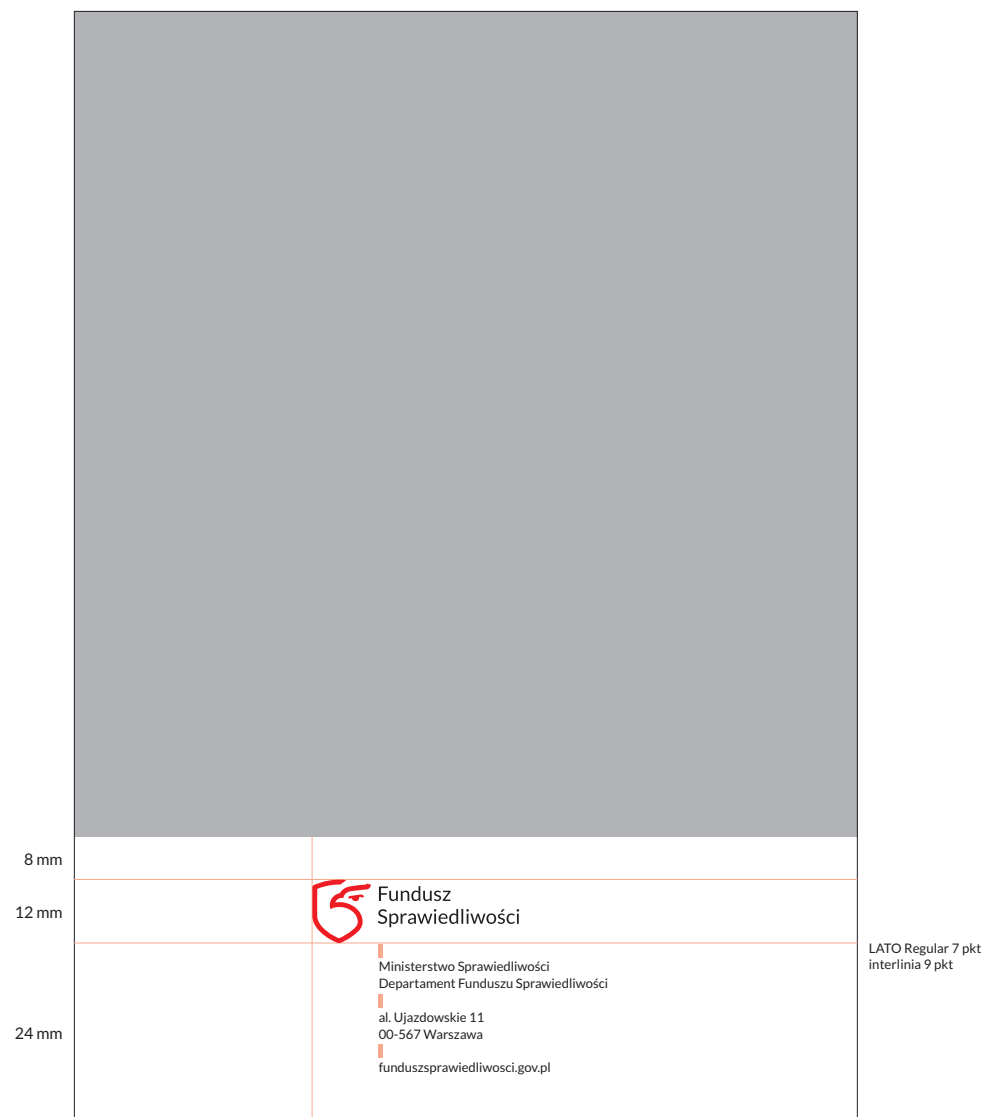 8 mm
12 mm
Fundusz
Sprawiedliwości
LATO Regular 7 pkt
interlinia 9 pkt
Ministerstwo Sprawiedliwości
Departament Funduszu Sprawiedliwości
al. Ujazdowskie 11
00-567 Warszawa
24 mm
funduszsprawiedliwosci.gov.pl